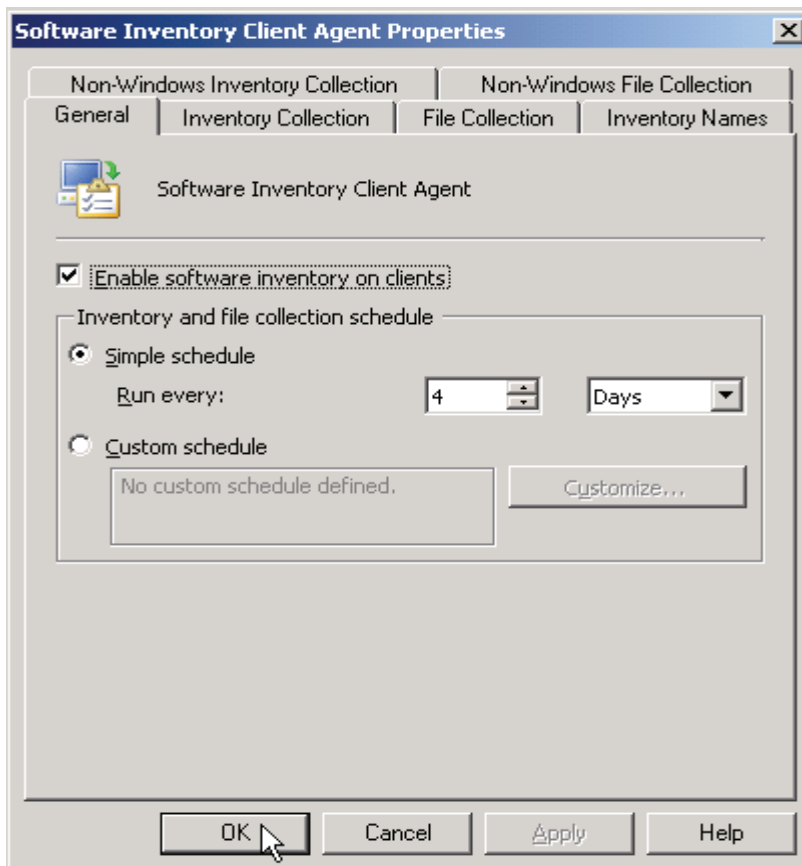 Software Inventory Client Agent Properties
Non-Windows Inventory Collection
Non-Windows File Collection
General
Inventory Collection
File Collection
Inventory Names
Software Inventory Client Agent
Enable software inventory on clients
Inventory and file collection schedule
Simple schedule
Run every:
4
Days
Custom schedule
No custom schedule defined.
Customize...
OK
Cancel
Apply
Help